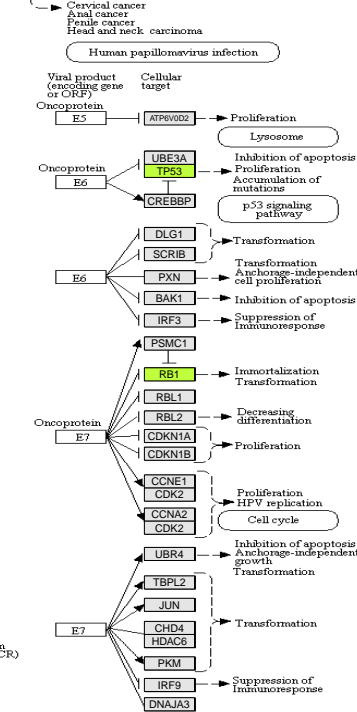 Cervical cancer
Anal cancer
Penile cancer
Head and neck carcinoma
Human papillomavirus infection
Viral product
(encoding gene
or ORF)
Cellular
target
Oncoprotein
E5
ATP6V0D2
Proliferation
Lysosome
Oncoprotein
E6
UBE3A
TP53
CREBBP
Inhibition of apoptosis
Proliferation
Accumulation of
mutations
p53 signaling
pathway
E6
DLG1
SCRIB
PXN
BAK1
IRF3
Transformation
Transformation
Anchorage-independent
cell proliferation
Inhibition of apoptosis
Suppression of
Immunoresponse
Oncoprotein
E7
PSMC1
RB1
RBL1
RBL2
CDKN1A
CDKN1B
CCNE1
CDK2
CCNA2
CDK2
Immortalization
Transformation
Decreasing
differentiation
Proliferation
Proliferation
HPV replication
Cell cycle
E7
UBR4
TBPL2
JUN
CHD4
HDAC6
PKM
IRF9
DNAJA3
Inhibition of apoptosis
Anchorage-independent
growth
Transformation
Transformation
Suppression of
Immunoresponse
n
CR)